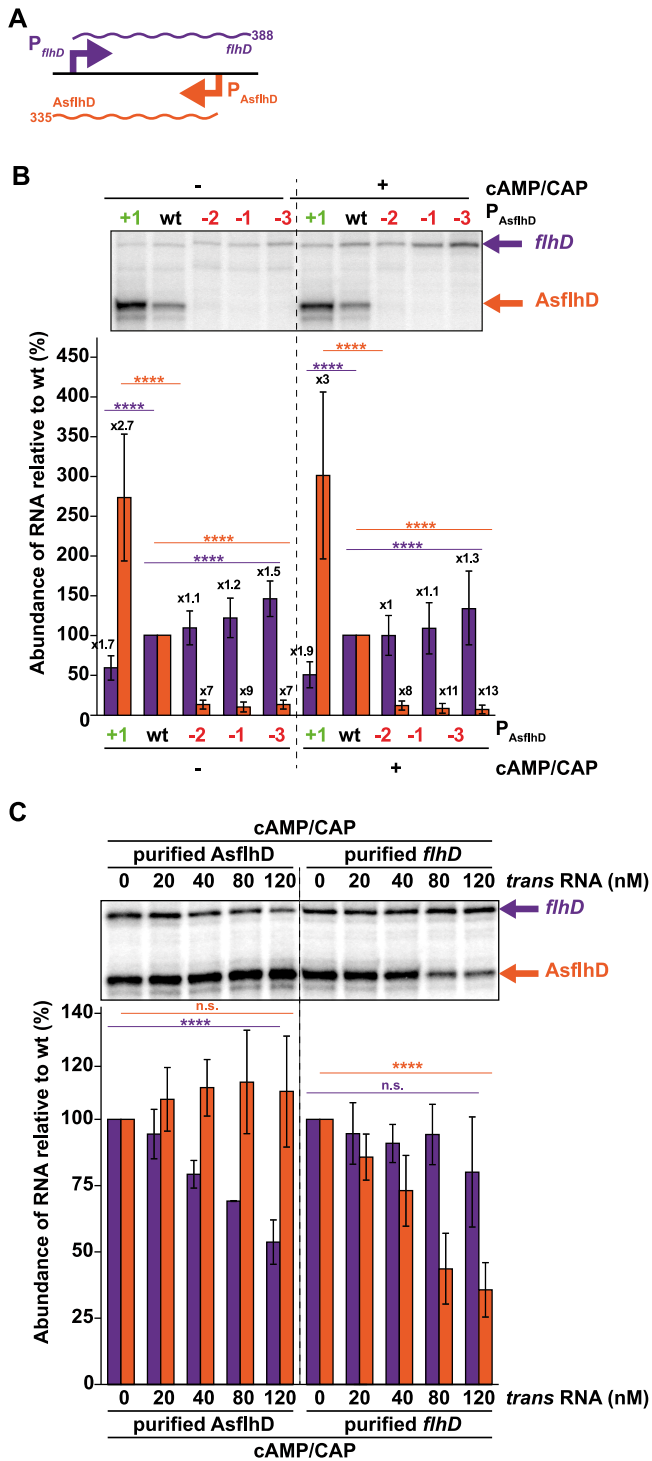 A
P flhD
388
flhD
AsflhD
P AsflhD
335
B
- + cAMP/CAP
+1 wt -2 -1 -3 +1 wt -2 -1 -3 P AsflhD
flhD
AsflhD
Abundance of RNA relative to wt (%)
450
400
350
300
250
200
150
100
50
0
**** ****
**** ****
x2.7 x3
**** ****
**** ****
x1.7 x1.1 x7 x1.2 x9 x1.5 x7 x1.9 x1 x8 x1.1 x11 x1.3 x13
+1 wt -2 -1 -3 +1 wt -2 -1 -3 P AsflhD
- + cAMP/CAP
C
cAMP/CAP
purified AsflhD purified flhD
0 20 40 80 120 0 20 40 80 120 trans RNA (nM)
flhD
AsflhD
Abundance of RNA relative to wt (%)
140
120
100
75
50
25
0
n.s. ****
**** n.s.
0 20 40 80 120 0 20 40 80 120 trans RNA (nM)
purified AsflhD purified flhD
cAMP/CAP